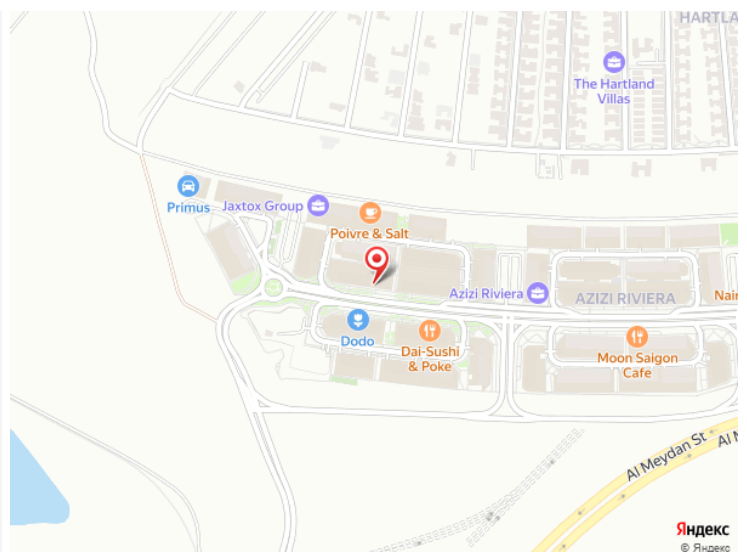 HARTLA
The Hartland
Villas
Primus
Jaxtox Group
Poivre & Salt
Azizi Riviera
AZIZI RIVIERA
Nair
Dodo
Dai-Sushi
& Poke
Moon Saigon
Cafe
Al Meydan St
Al M
Яндекс
© Яндекс